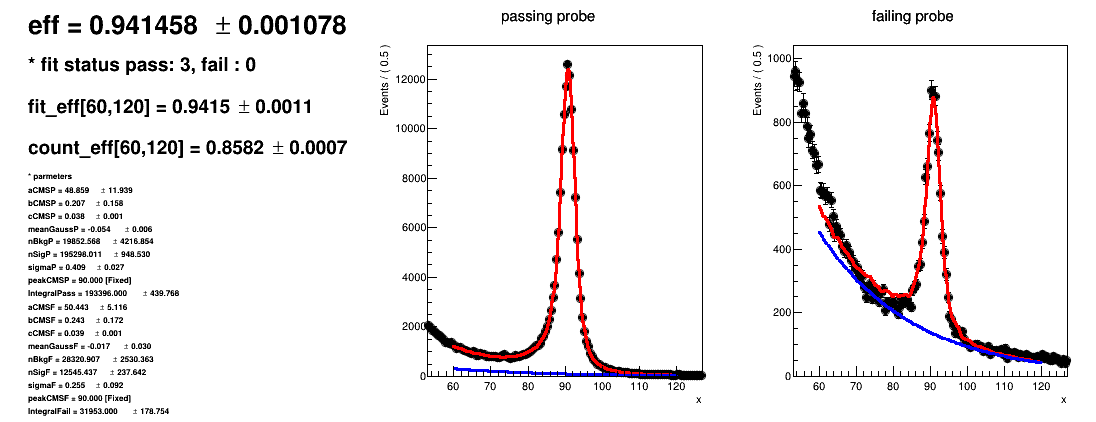 eff = 0.941458 ± 0.001078
* fit status pass: 3, fail : 0
fit_eff[60,120] = 0.9415 ± 0.0011
count_eff[60,120] = 0.8582 ± 0.0007
* parmeters
aCMSP = 48.859 ± 11.939
bCMSP = 0.207 ± 0.158
cCMSP = 0.038 ± 0.001
meanGaussP = -0.054 ± 0.006
nBkgP = 19852.568 ± 4216.854
nSigP = 195298.011 ± 948.530
sigmaP = 0.409 ± 0.027
peakCMSP = 90.000 [Fixed]
IntegralPass = 193396.000 ± 439.768
aCMSF = 50.443 ± 5.116
bCMSF = 0.243 ± 0.172
cCMSF = 0.039 ± 0.001
meanGaussF = -0.017 ± 0.030
nBkgF = 28320.907 ± 2530.363
nSigF = 12545.437 ± 237.642
sigmaF = 0.255 ± 0.092
peakCMSF = 90.000 [Fixed]
IntegralFail = 31953.000 ± 178.754
passing probe
Events / ( 0.5 )
12000
10000
8000
6000
4000
2000
0
60 70 80 90 100 110 120
x
failing probe
Events / ( 0.5 )
1000
800
600
400
200
0
60 70 80 90 100 110 120
x